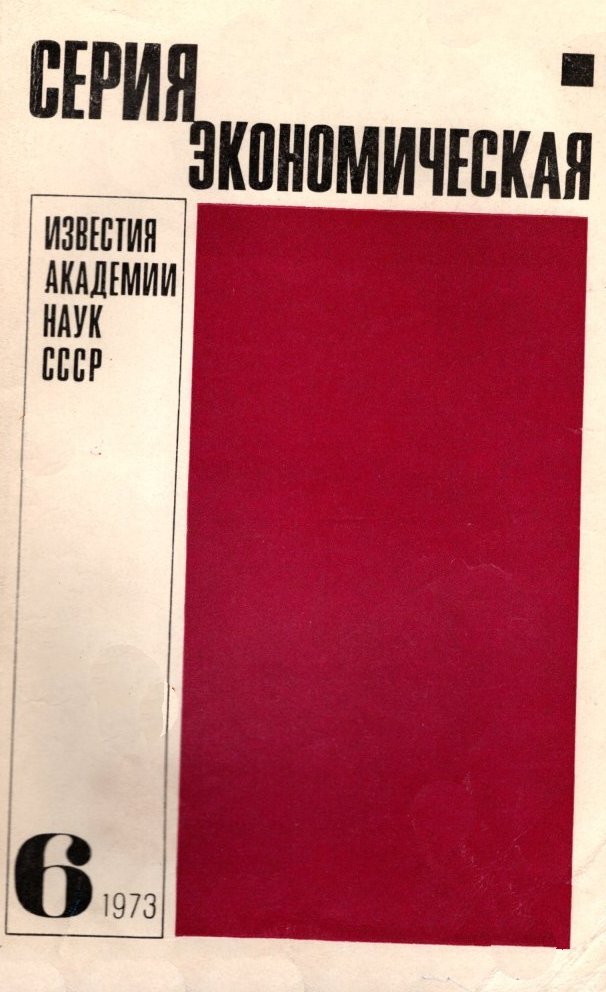 СЕРИЯ
ЭКОНОМИЧЕСКАЯ
ИЗВЕСТИЯ
АКАДЕМИИ
НАУК
СССР
6 1973